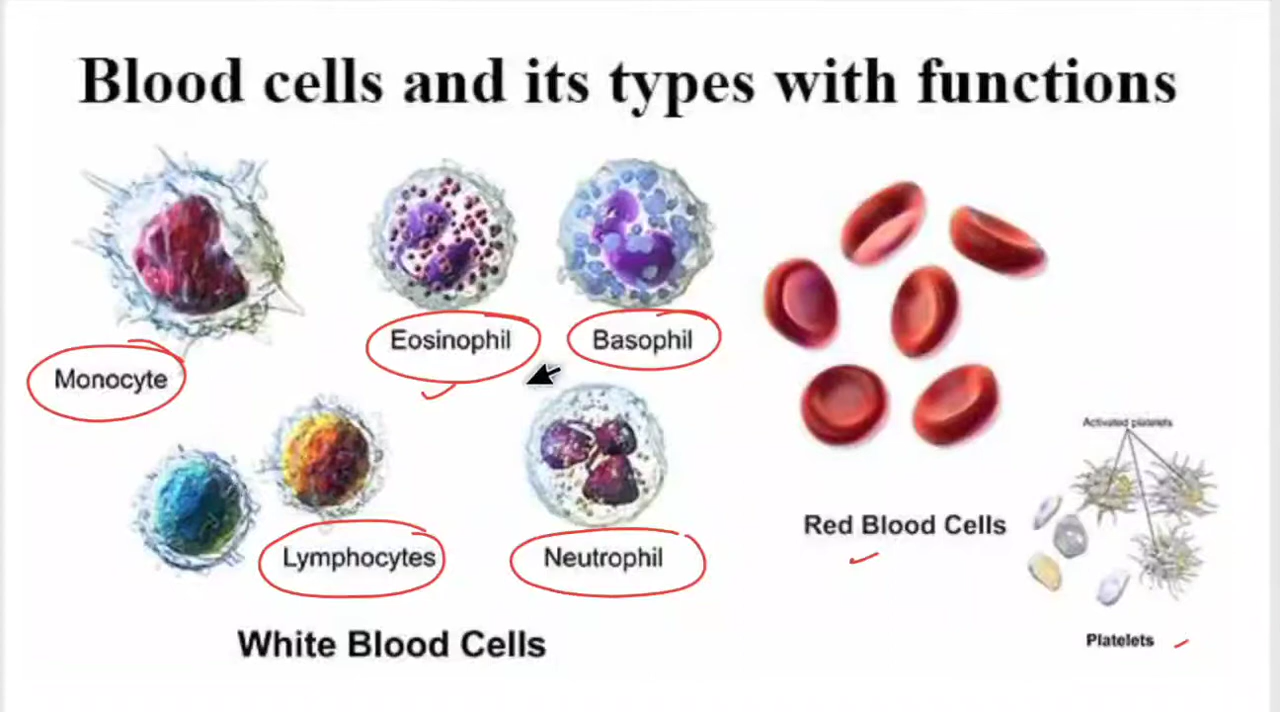 Blood cells and its types with functions
Monocyte
Eosinophil
Basophil
Lymphocytes
Neutrophil
White Blood Cells
Red Blood Cells
Activated platelets
Platelets